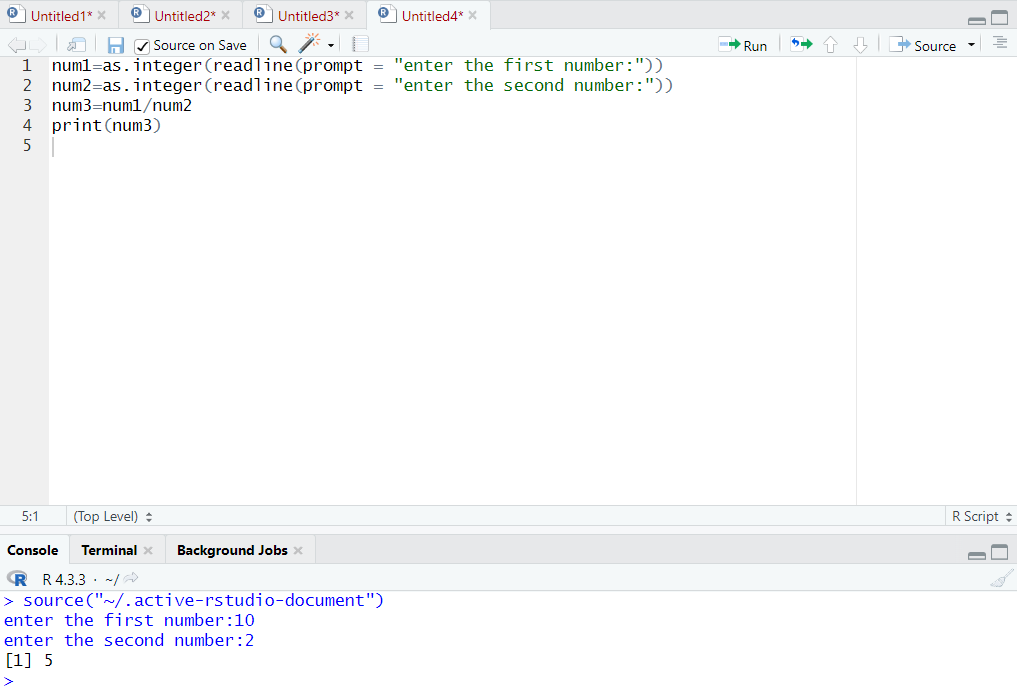 Untitled1* Untitled2* Untitled3* Untitled4*
Source on Save Run Source
1 num1=as.integer(readline(prompt = "enter the first number:"))
2 num2=as.integer(readline(prompt = "enter the second number:"))
3 num3=num1/num2
4 print(num3)
5
5:1 (Top Level) R Script
Console Terminal Background Jobs
R R 4.3.3 · ~/
> source("~/.active-rstudio-document")
enter the first number:10
enter the second number:2
[1] 5
>